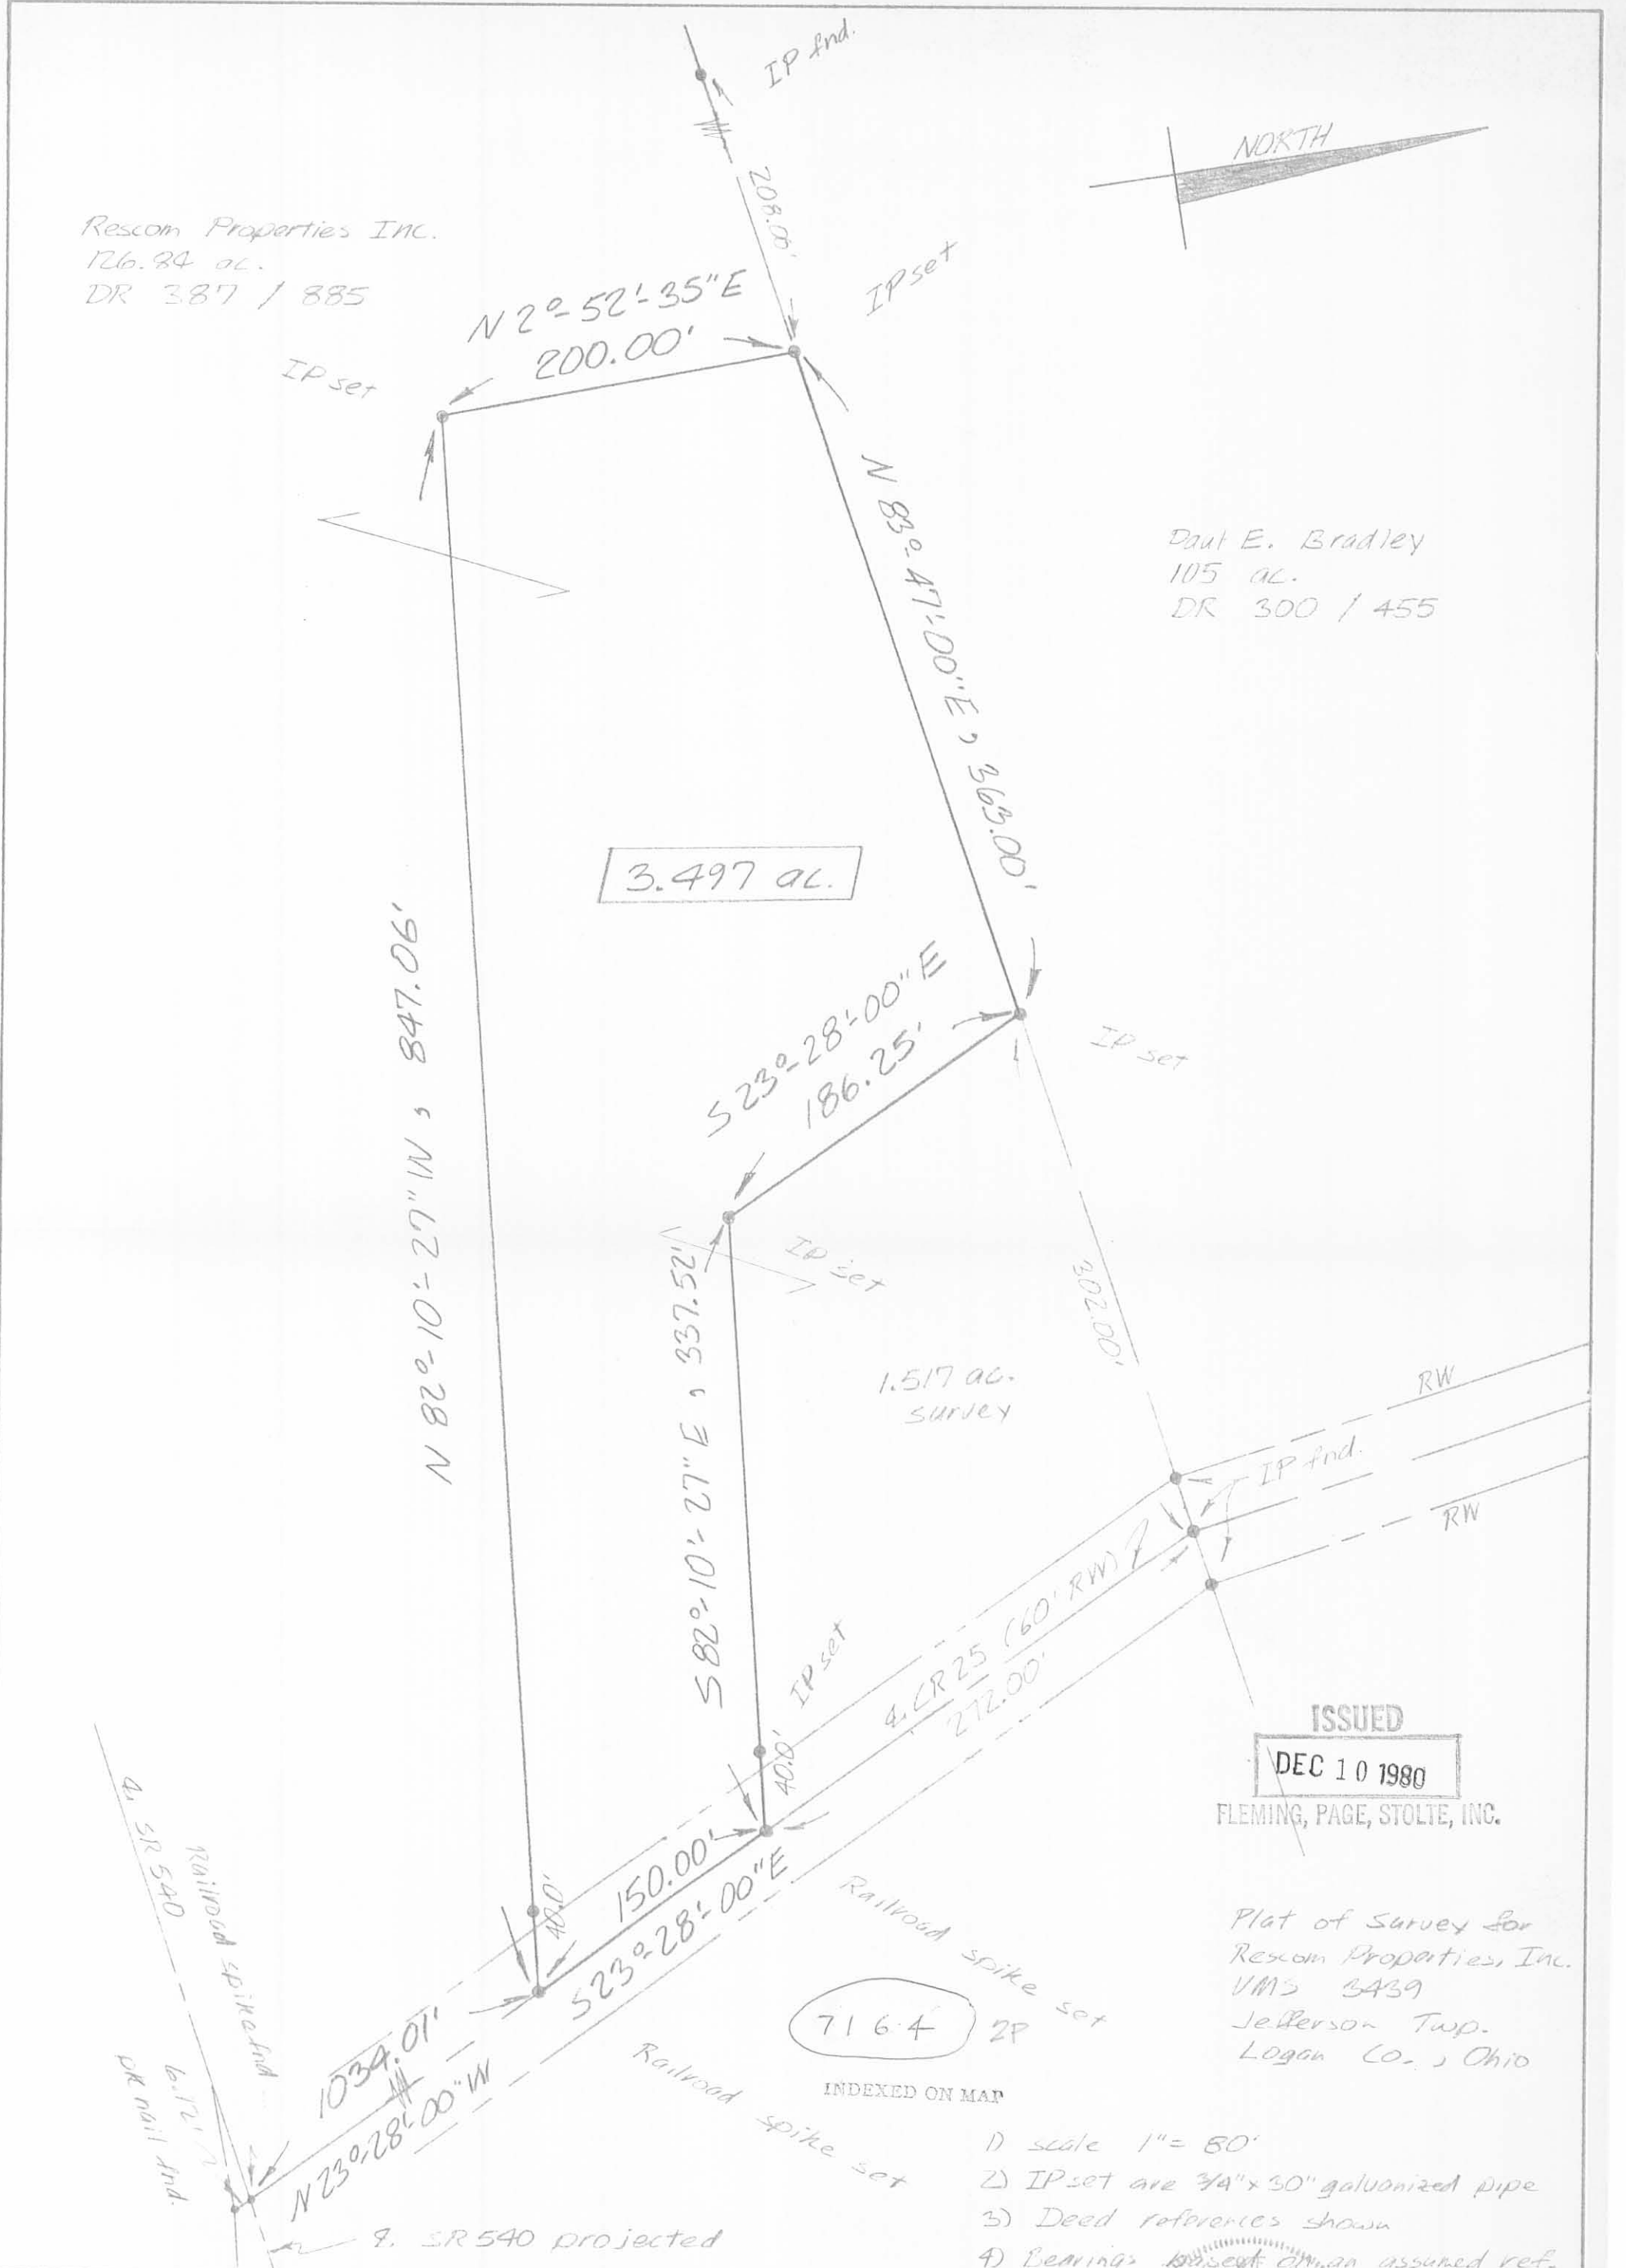 IP fnd.
NORTH
208.00'
Rescom Properties Inc.
126.84 ac.
DR 387 / 885
IP set
N 2°-52'-35" E
200.00'
IP set
N 83°-47'-00" E, 363.00'
Paul E. Bradley
105 ac.
DR 300 / 455
3.497 ac.
N 82°-10'-27" W, 847.06'
S 23°-28'-00" E
186.25'
IP set
IP set
S 82°-10'-27" E, 337.52'
302.00'
1.517 ac.
survey
RW
IP fnd.
RW
℄ CR 25 (60' RW)
272.00'
IP set
40.0'
ISSUED
DEC 10 1980
FLEMING, PAGE, STOLTE, INC.
℄ SR 540
Railroad spike fnd
40.0'
150.00'
S 23°-28'-00" E
Railroad spike set
Plat of Survey for
Rescom Properties, Inc.
VMS 3439
Jefferson Twp.
Logan Co., Ohio
7164 2P
INDEXED ON MAP
1034.01'
N 23°-28'-00" W
Railroad spike set
6.12'
pk nail fnd.
℄ SR 540 projected
1) scale 1" = 80'
2) IP set are 3/4" x 30" galvanized pipe
3) Deed references shown
4) Bearings based on an assumed ref.